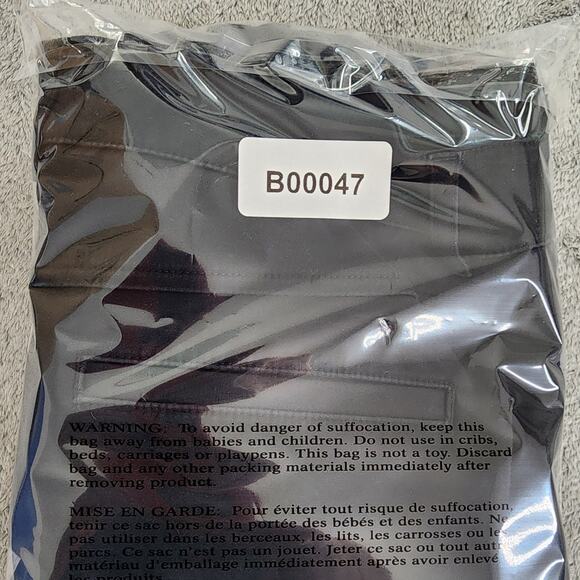 B00047
WARNING: To avoid danger of suffocation, keep this
bag away from babies and children. Do not use in cribs,
beds, carriages or playpens. This bag is not a toy. Discard
bag and any other packing materials immediately after
removing product.
MISE EN GARDE: Pour éviter tout risque de suffocation,
tenir ce sac hors de la portée des bébés et des enfants. Ne
pas utiliser dans les berceaux, les lits, les carrosses ou les
parcs. Ce sac n'est pas un jouet. Jeter ce sac ou tout autre
matériau d'emballage immédiatement après avoir enlevé
les produits.